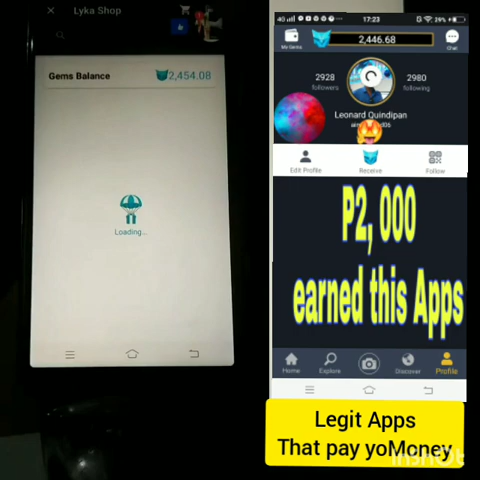 Lyka Shop
Gems Balance
2,454.08
Loading...
4G
17:23
29%
My Gems
2,446.68
Chat
2928
followers
2980
following
Leonard Quindipan
Edit Profile
Receive
Follow
P2, 000
earned this Apps
Home
Explore
Discover
Profile
Legit Apps
That pay yoMoney